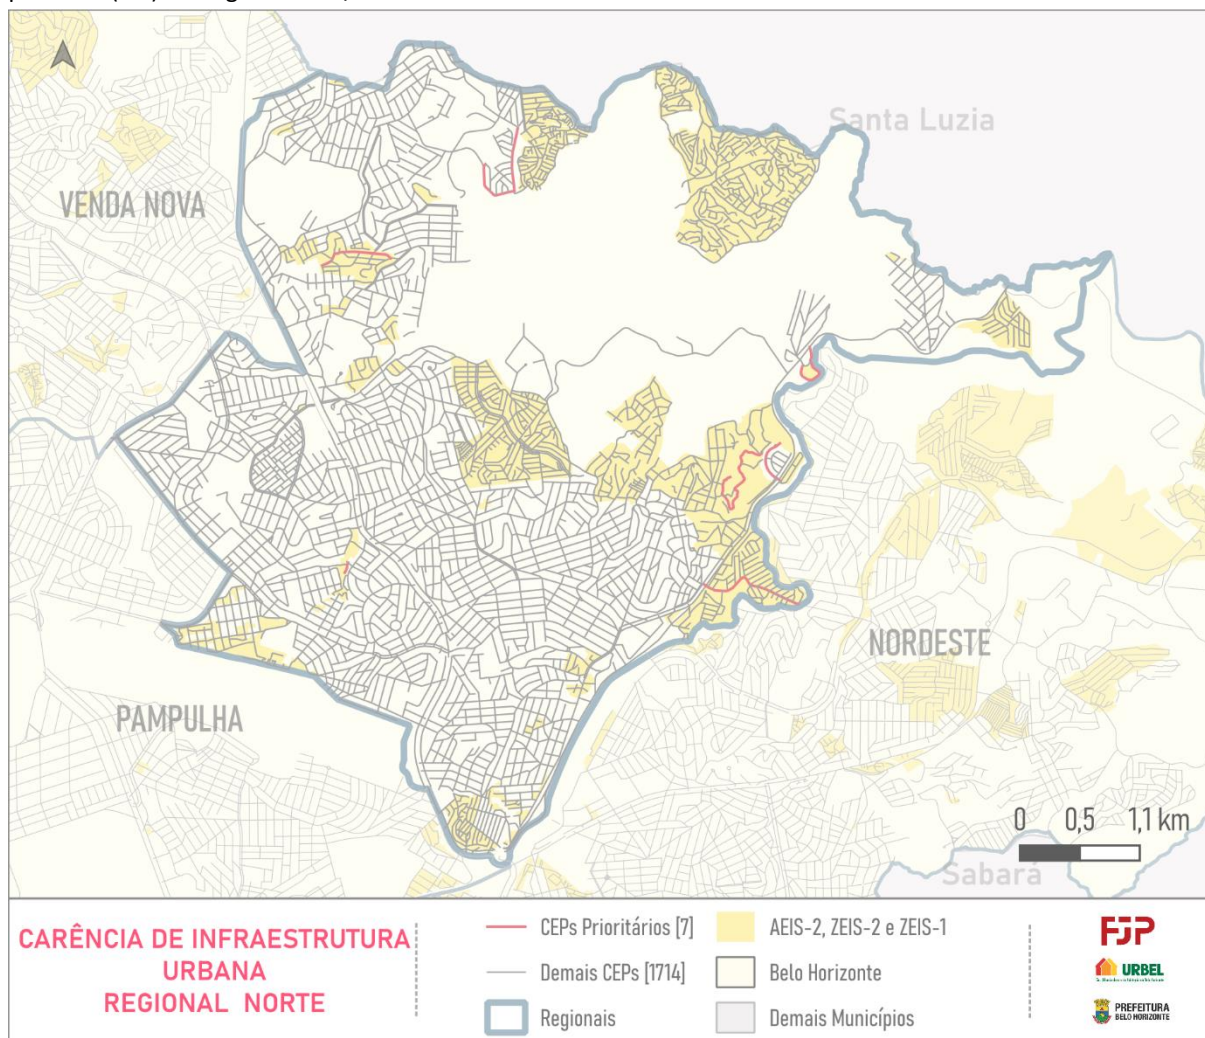 Santa Luzia
VENDA NOVA
NORDESTE
PAMPULHA
0 0,5 1,1 km
Sabará
CARÊNCIA DE INFRAESTRUTURA
URBANA
REGIONAL NORTE
CEPs Prioritários [7]
Demais CEPs [1714]
Regionais
AEIS-2, ZEIS-2 e ZEIS-1
Belo Horizonte
Demais Municípios
FJP
URBEL
PREFEITURA
BELO HORIZONTE